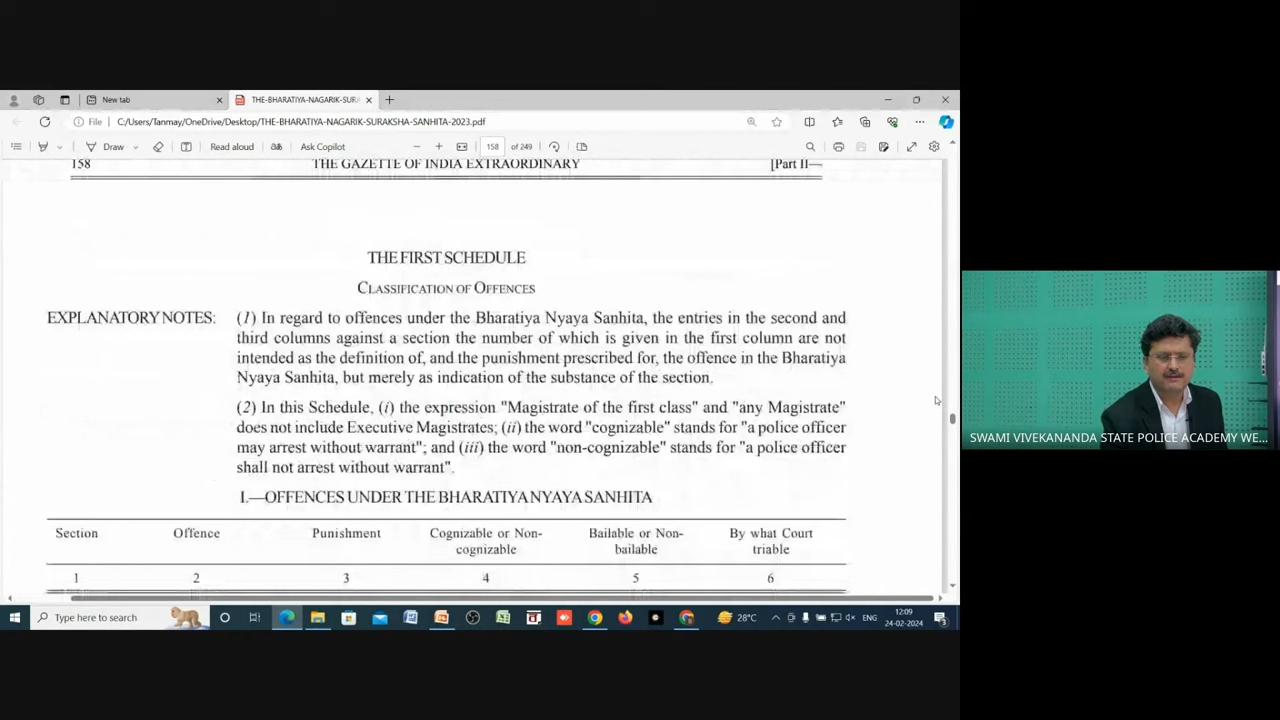 New tab
THE-BHARATIYA-NAGARIK-SURA
File C:/Users/Tanmay/OneDrive/Desktop/THE-BHARATIYA-NAGARIK-SURAKSHA-SANHITA-2023.pdf
Draw Read aloud Ask Copilot 158 of 249
158 THE GAZETTE OF INDIA EXTRAORDINARY [Part II—
THE FIRST SCHEDULE
CLASSIFICATION OF OFFENCES
EXPLANATORY NOTES: (1) In regard to offences under the Bharatiya Nyaya Sanhita, the entries in the second and
third columns against a section the number of which is given in the first column are not
intended as the definition of, and the punishment prescribed for, the offence in the Bharatiya
Nyaya Sanhita, but merely as indication of the substance of the section.
(2) In this Schedule, (i) the expression "Magistrate of the first class" and "any Magistrate"
does not include Executive Magistrates; (ii) the word "cognizable" stands for "a police officer
may arrest without warrant"; and (iii) the word "non-cognizable" stands for "a police officer
shall not arrest without warrant".
I.—OFFENCES UNDER THE BHARATIYA NYAYA SANHITA
Section Offence Punishment Cognizable or Non- Bailable or Non- By what Court
cognizable bailable triable
1 2 3 4 5 6
SWAMI VIVEKANANDA STATE POLICE ACADEMY WE...
Type here to search 28°C ENG 12:09
24-02-2024